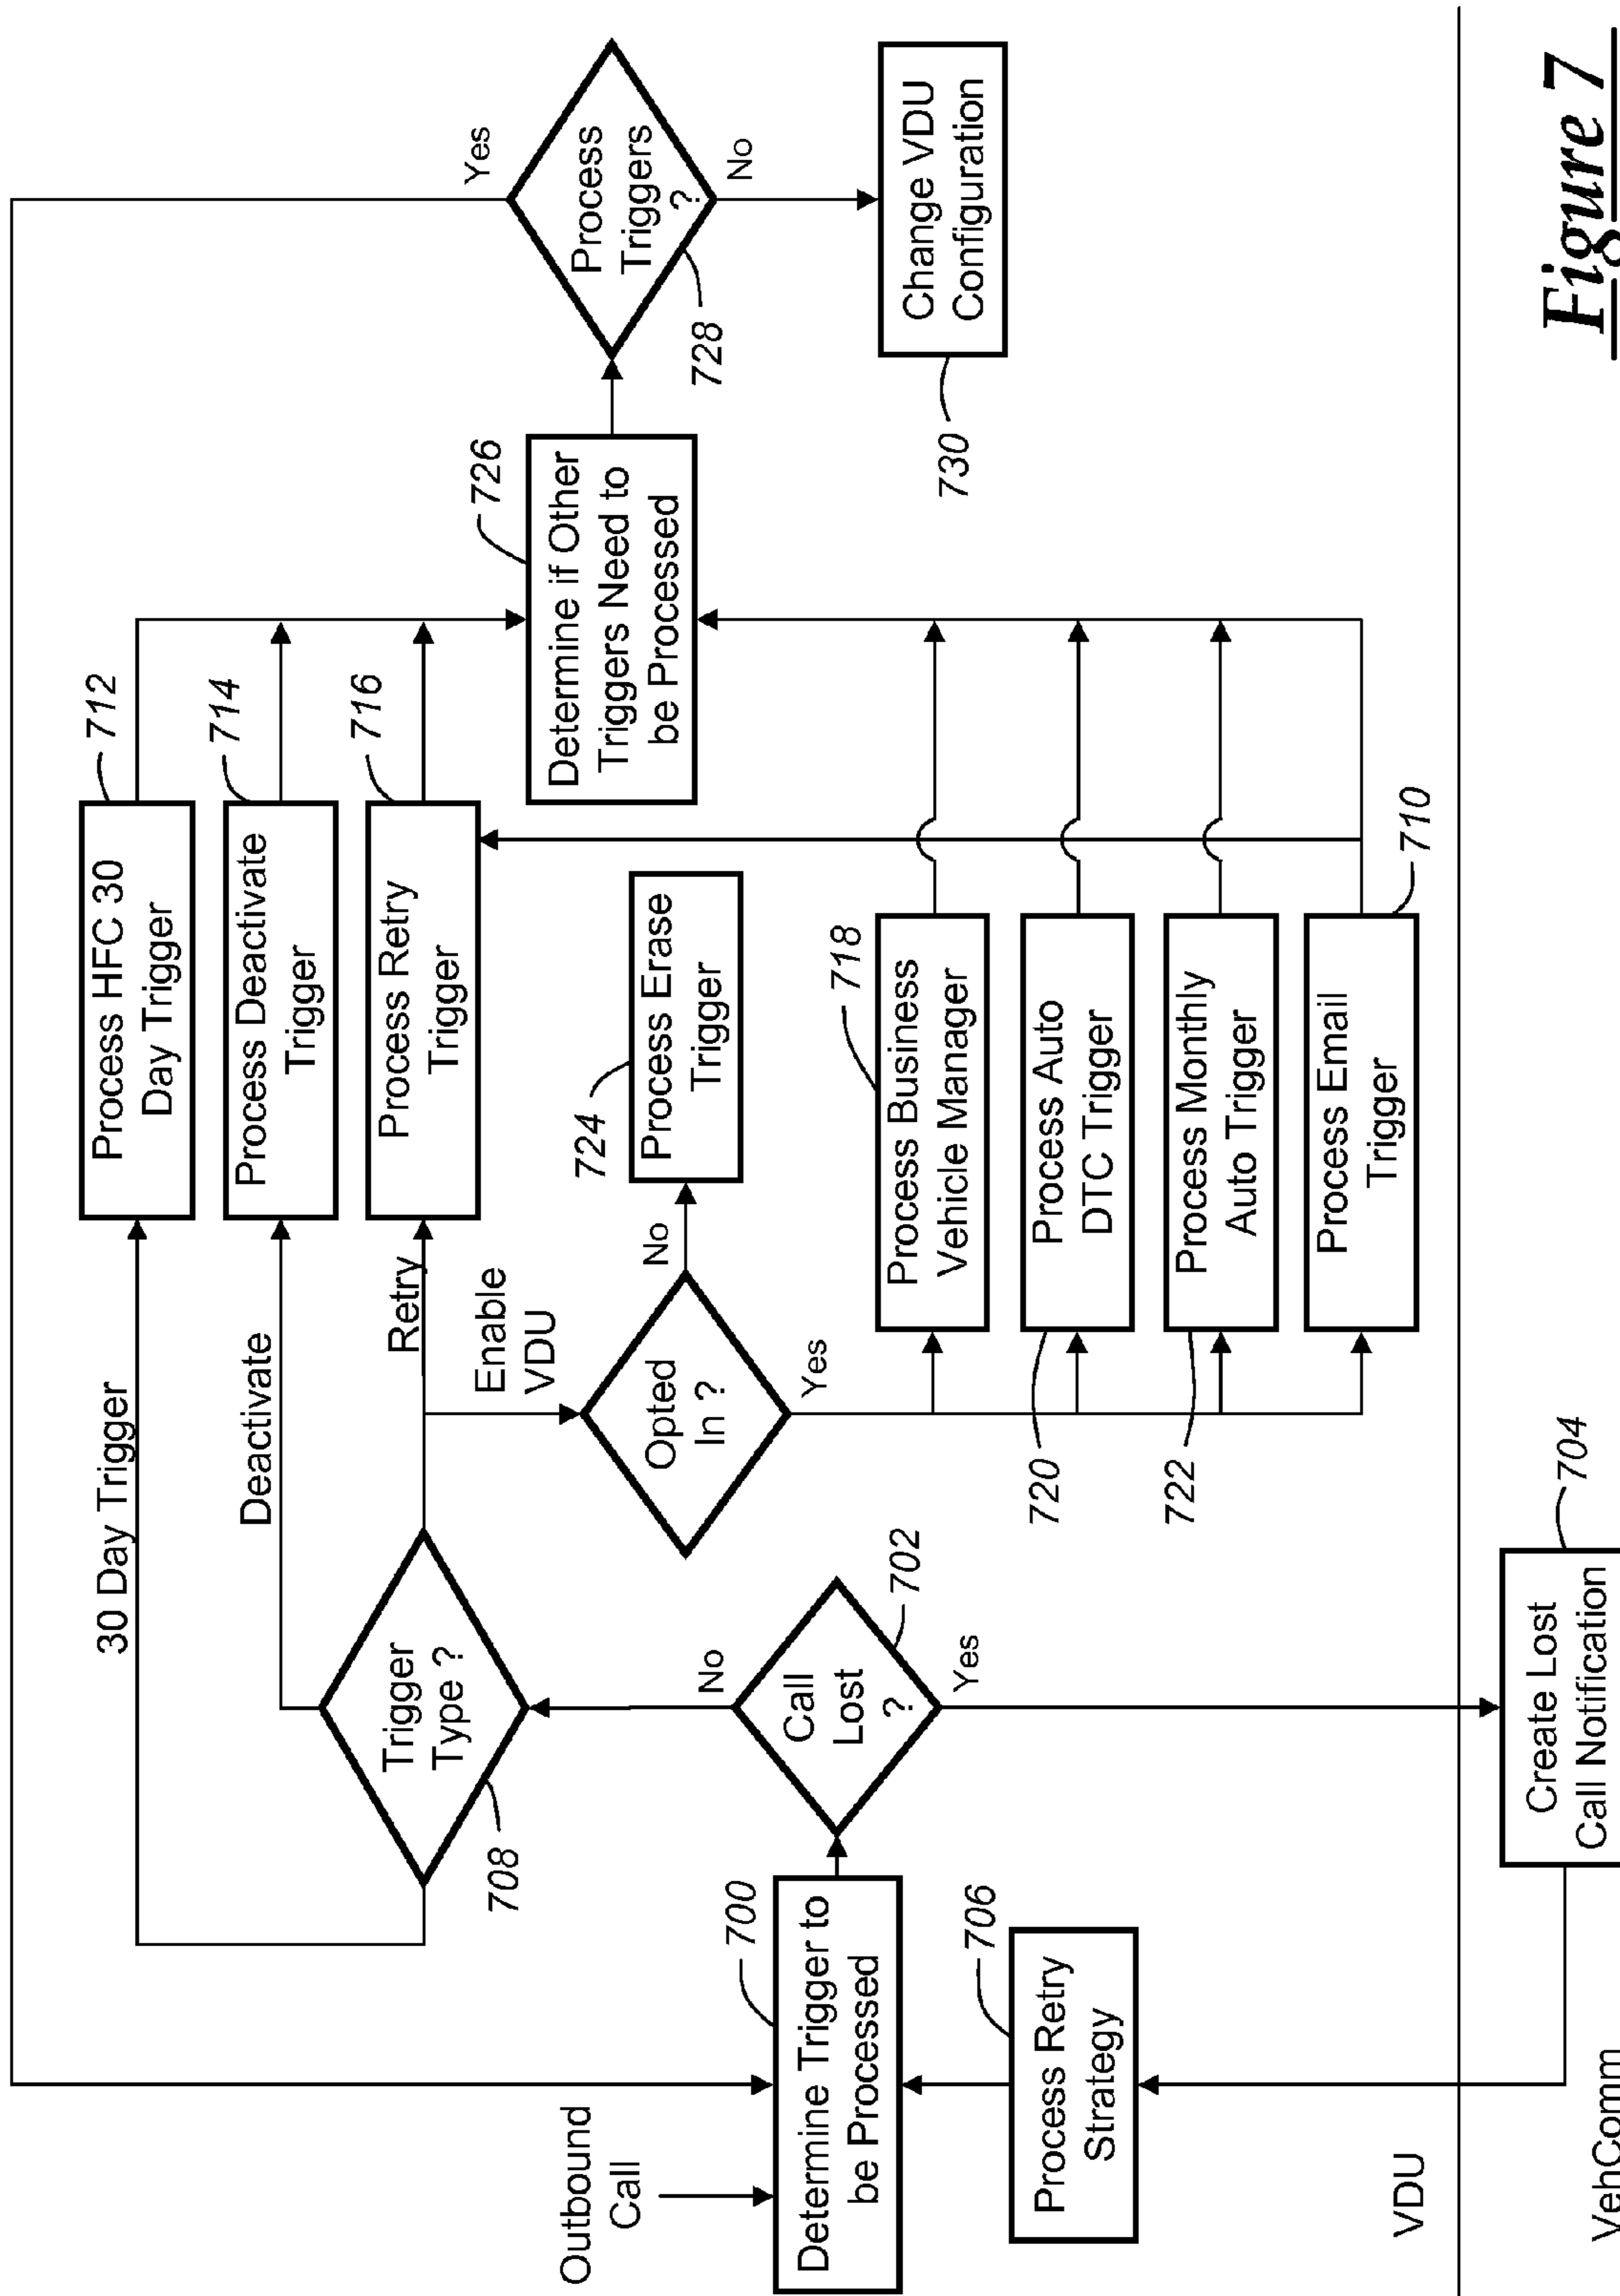 Outbound
Call
Determine Trigger to
be Processed
700
Process Retry
Strategy
706
Call
Lost
?
702
No
Yes
Create Lost
Call Notification
704
Trigger
Type ?
708
30 Day Trigger
Deactivate
Retry
Enable
VDU
Opted
In ?
No
Yes
Process HFC 30
Day Trigger
712
Process Deactivate
Trigger
714
Process Retry
Trigger
716
Process Erase
Trigger
724
Process Business
Vehicle Manager
718
Process Auto
DTC Trigger
720
Process Monthly
Auto Trigger
722
Process Email
Trigger
710
Determine if Other
Triggers Need to
be Processed
726
Process
Triggers
?
728
Yes
No
Change VDU
Configuration
730
VDU
VehComm
Figure 7